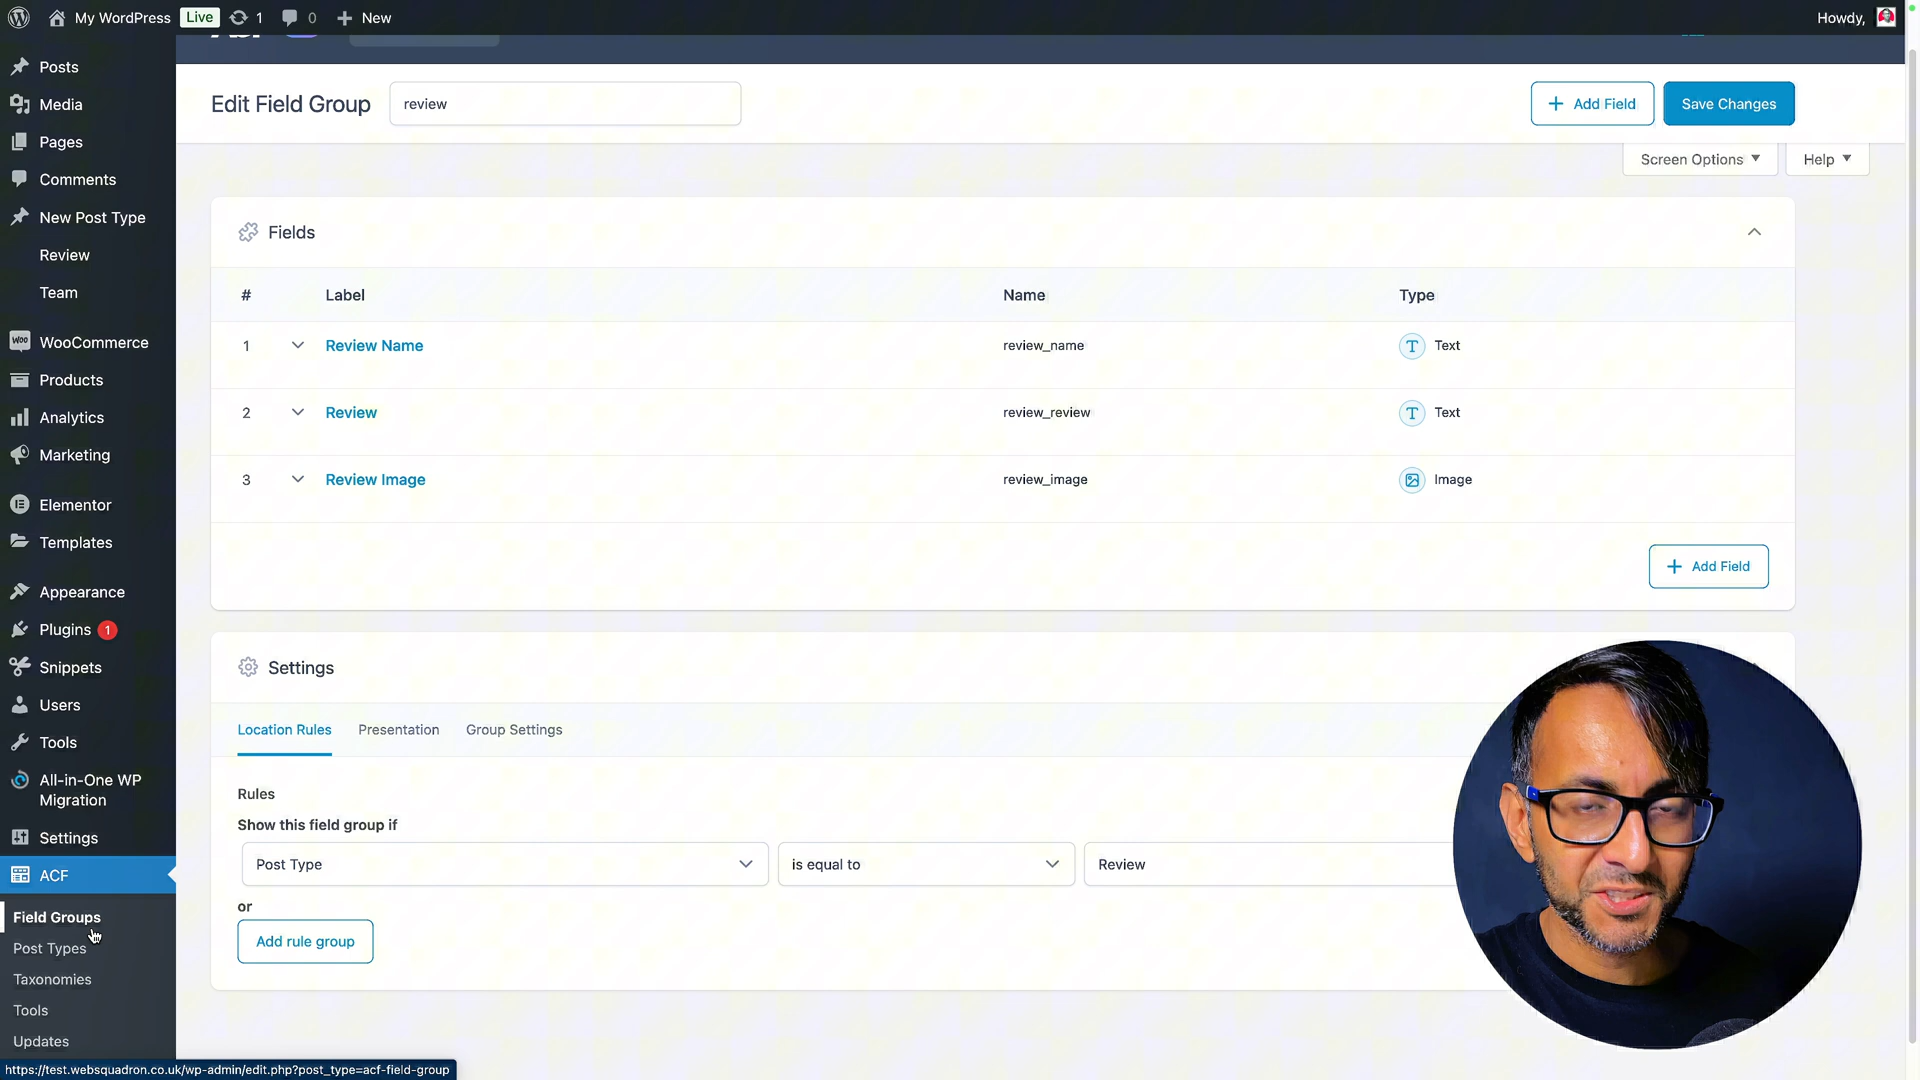 My WordPress Live 1 0 New
Howdy,
Posts
Media
Pages
Comments
New Post Type
Review
Team
WooCommerce
Products
Analytics
Marketing
Elementor
Templates
Appearance
Plugins 1
Snippets
Users
Tools
All-in-One WP
Migration
Settings
ACF
Field Groups
Post Types
Taxonomies
Tools
Updates
Edit Field Group review
Add Field Save Changes
Screen Options Help
Fields
# Label Name Type
1 Review Name review_name Text
2 Review review_review Text
3 Review Image review_image Image
Add Field
Settings
Location Rules Presentation Group Settings
Rules
Show this field group if
Post Type is equal to Review
or
Add rule group
https://test.websquadron.co.uk/wp-admin/edit.php?post_type=acf-field-group